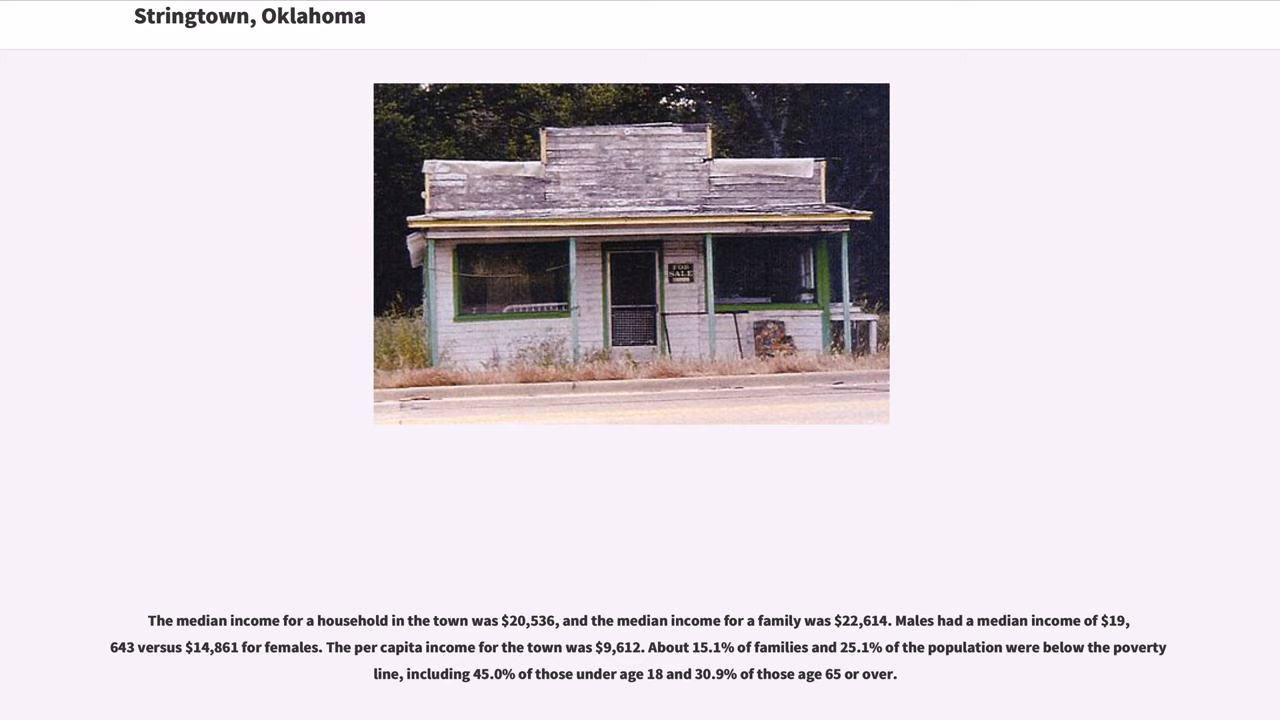 Stringtown, Oklahoma
FOR
SALE
The median income for a household in the town was $20,536, and the median income for a family was $22,614. Males had a median income of $19,
643 versus $14,861 for females. The per capita income for the town was $9,612. About 15.1% of families and 25.1% of the population were below the poverty
line, including 45.0% of those under age 18 and 30.9% of those age 65 or over.